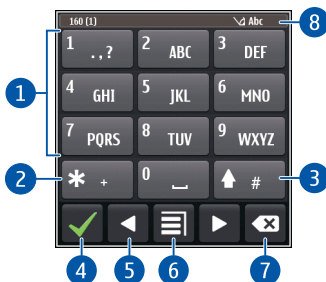 160 (1) Abc 8
1 .,? 2 ABC 3 DEF
1
4 GHI 5 JKL 6 MNO
7 PQRS 8 TUV 9 WXYZ
2 * + 0 # 3
4 5 6 7